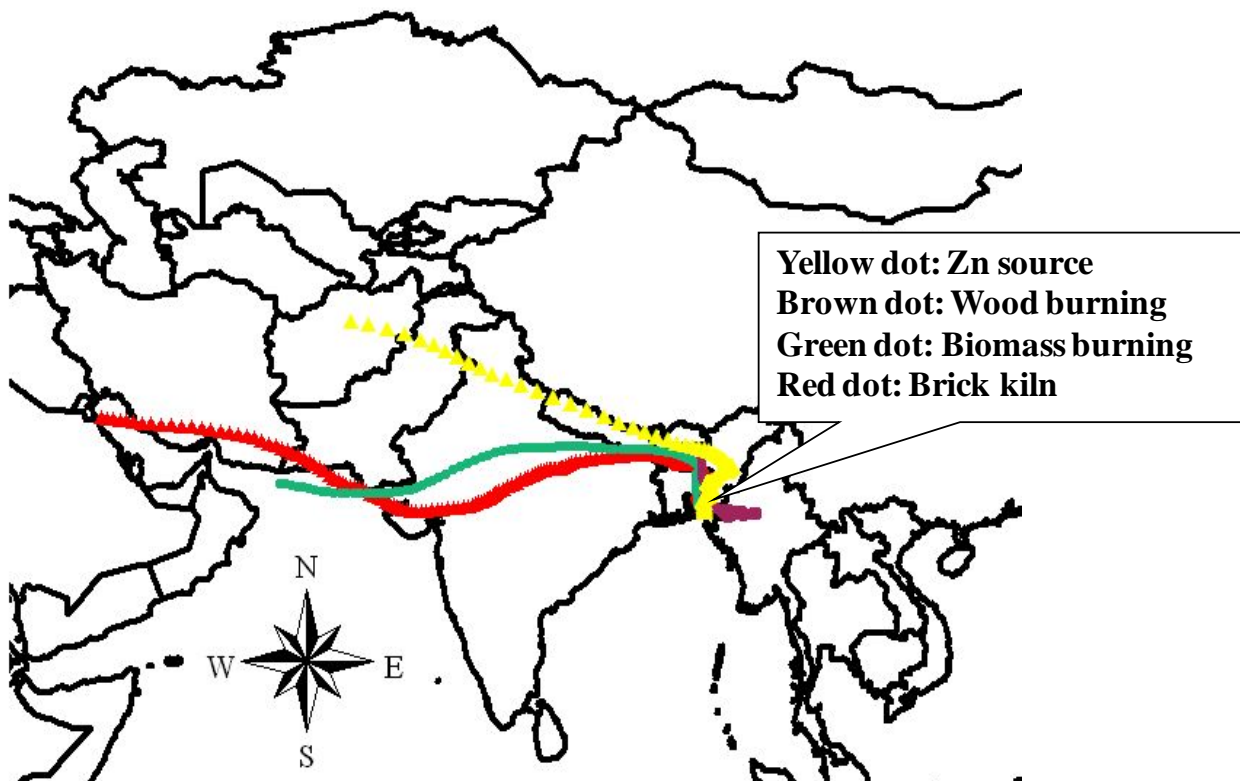 Yellow dot: Zn source
Brown dot: Wood burning
Green dot: Biomass burning
Red dot: Brick kiln
N
W E
S